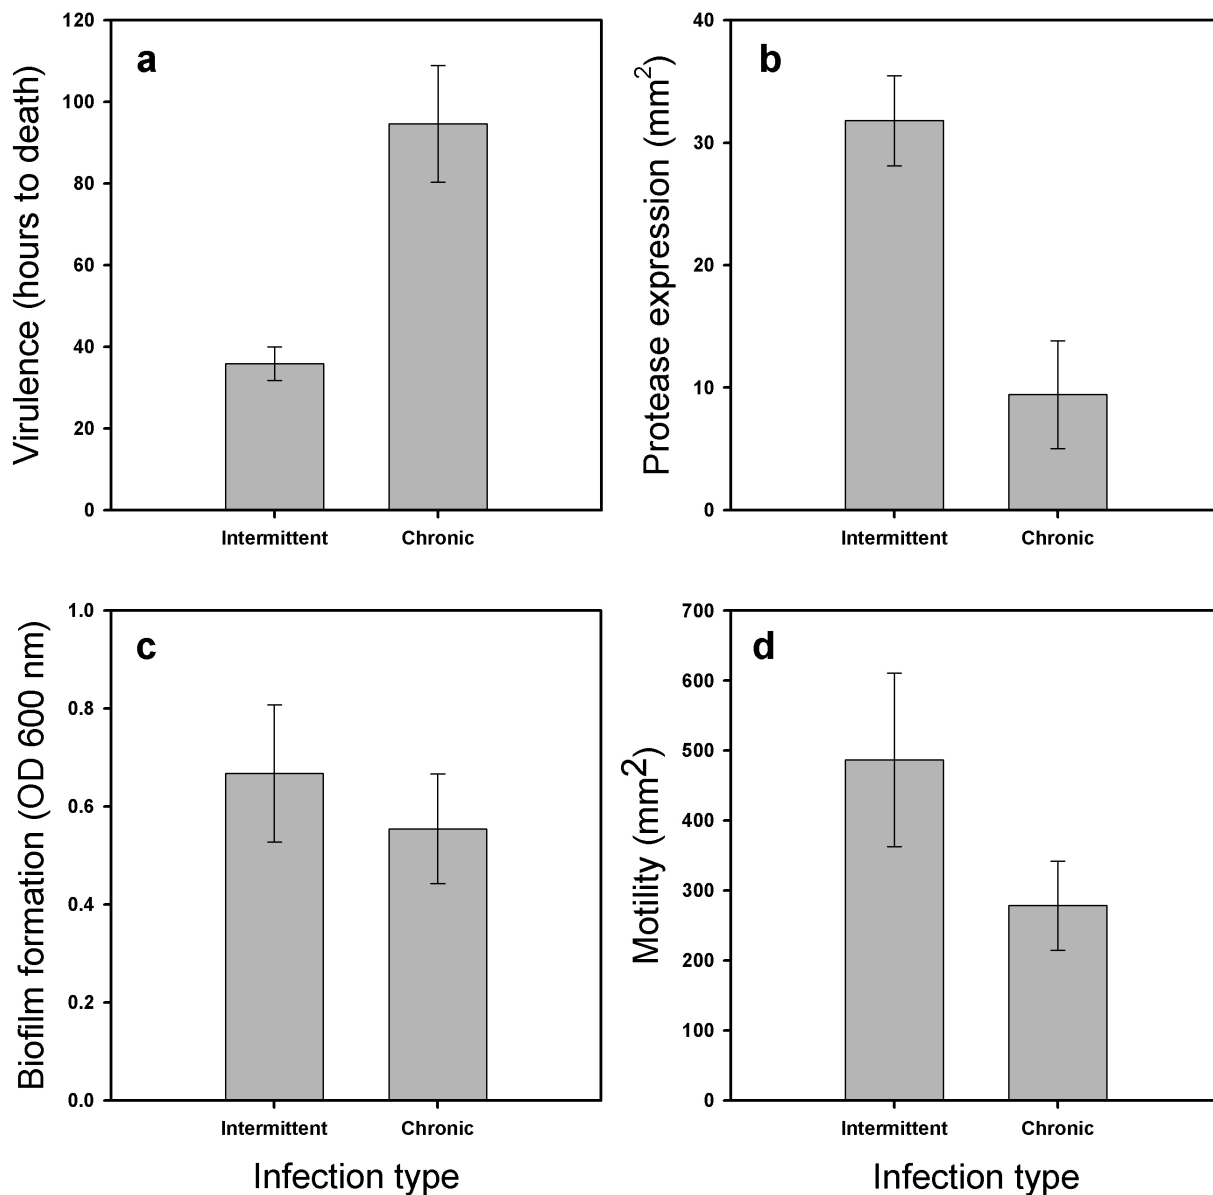 a
Virulence (hours to death)
120
100
80
60
40
20
0
Intermittent Chronic
b
Protease expression (mm²)
40
30
20
10
0
Intermittent Chronic
c
Biofilm formation (OD 600 nm)
1.0
0.8
0.6
0.4
0.2
0.0
Intermittent Chronic
Infection type
d
Motility (mm²)
700
600
500
400
300
200
100
0
Intermittent Chronic
Infection type